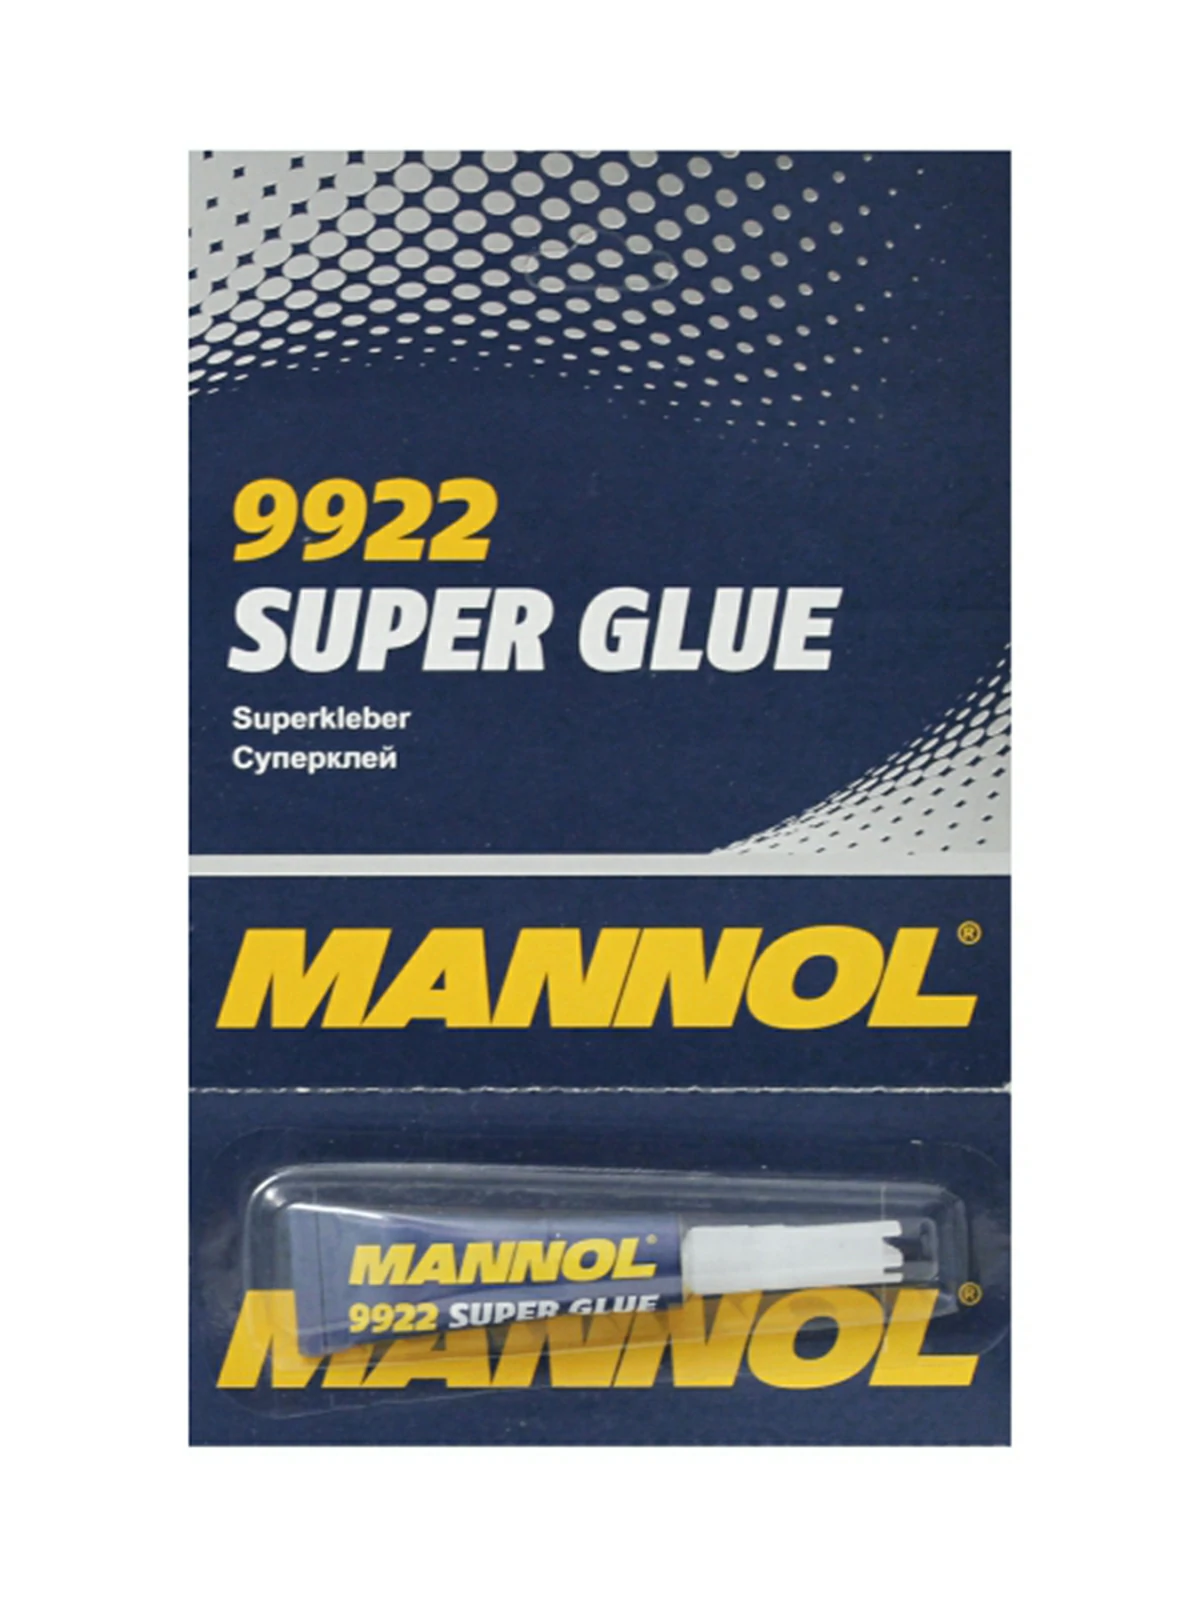 9922
SUPER GLUE
Superkleber
Суперклей
MANNOL®
MANNOL®
9922 SUPER GLUE
MANNOL®